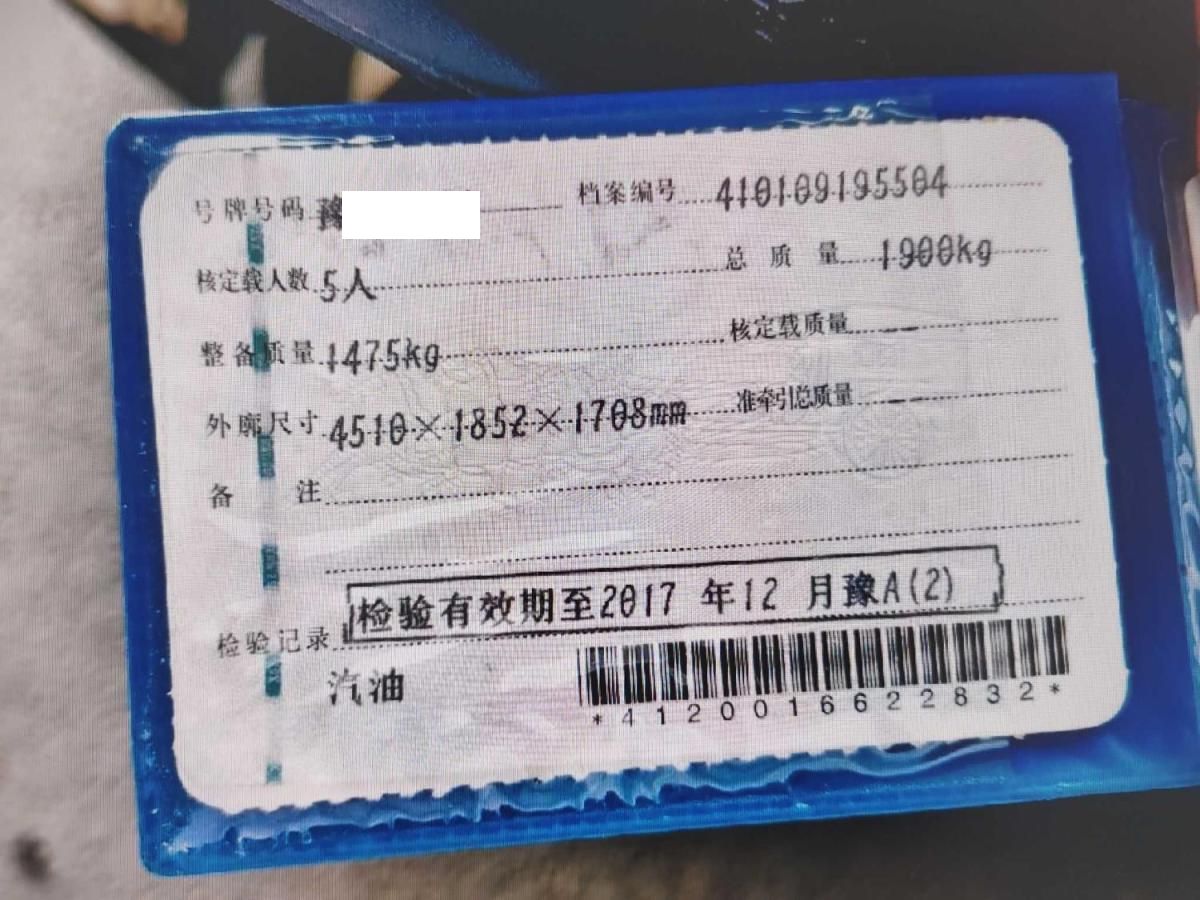 号牌号码 豫 档案编号 410109195504
核定载人数 5人 总质量 1900kg
整备质量 1475kg 核定载质量 --
外廓尺寸 4510×1852×1708mm 准牵引总质量 --
备注
检验记录 检验有效期至2017 年12 月豫A(2)
汽油
*4120016622832*